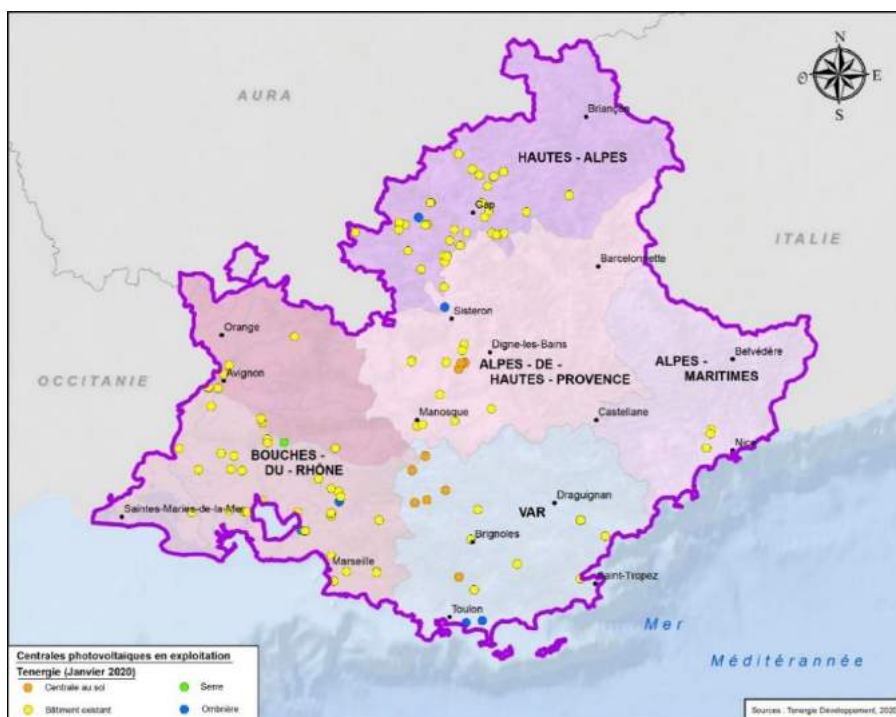 N
O E
S
AURA
Briançon
HAUTES - ALPES
Gap
ITALIE
Barcelonnette
Sisteron
Orange
Digne-les-Bains
Belvédère
ALPES - DE -
HAUTES - PROVENCE
ALPES -
MARITIMES
OCCITANIE
Avignon
Manosque
Castellane
Nice
BOUCHES -
DU - RHÔNE
Saintes-Maries-de-la-Mer
VAR
Draguignan
Brignoles
Marseille
Saint-Tropez
Toulon
Mer
Méditérrannée
Centrales photovoltaïques en exploitation
Tenergie (Janvier 2020)
Centrale au sol
Serre
Bâtiment existant
Ombrière
Sources : Tenergie Développement, 2020